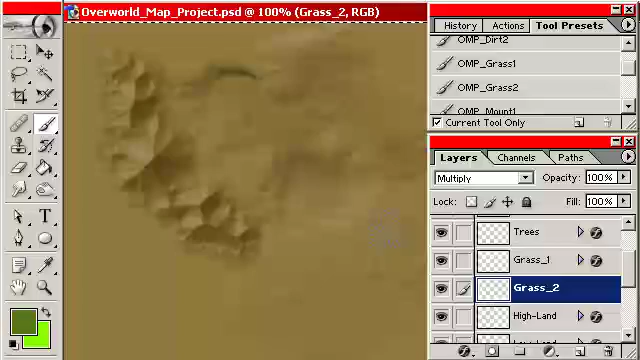 Overworld_Map_Project.psd @ 100% (Grass_2, RGB)
History Actions Tool Presets
OMP_Dirt2
OMP_Grass1
OMP_Grass2
OMP_Mount1
Current Tool Only
Layers Channels Paths
Multiply Opacity: 100%
Lock: Fill: 100%
Trees
Grass_1
Grass_2
High-Land